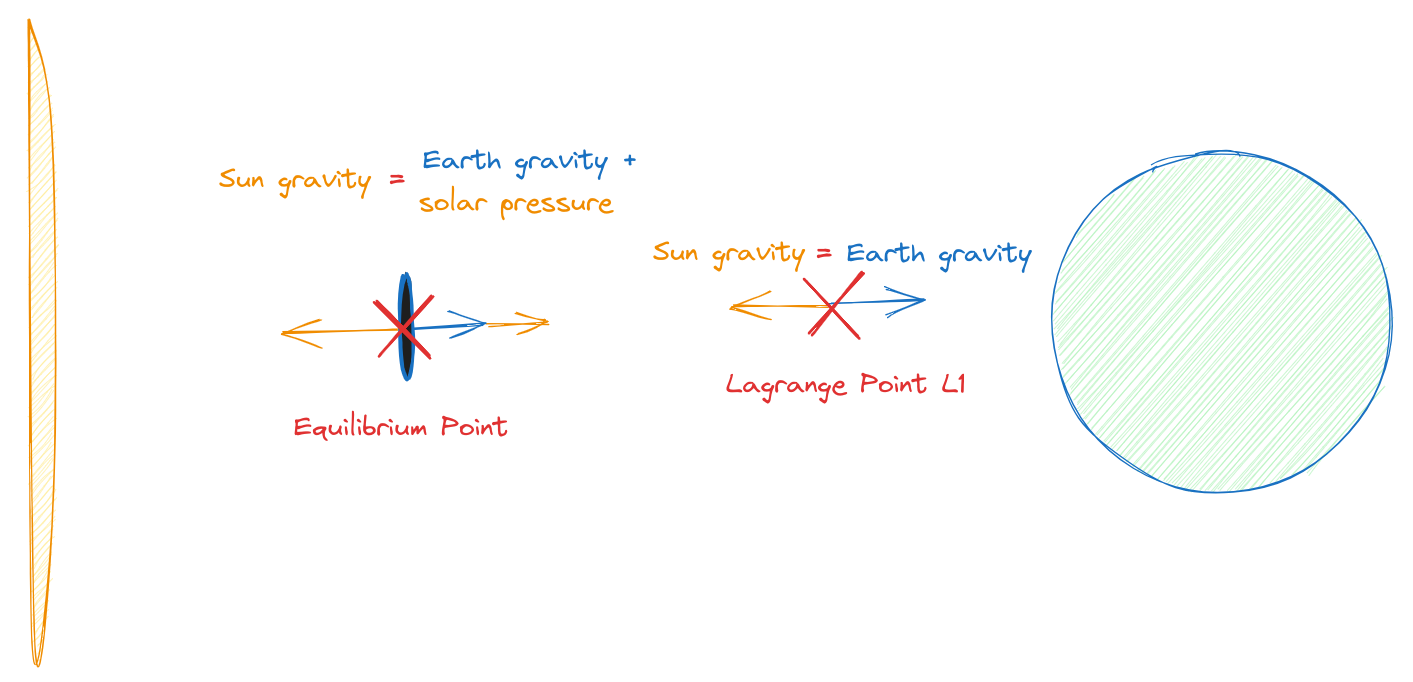 Sun gravity = Earth gravity +
solar pressure
Sun gravity = Earth gravity
Lagrange Point L1
Equilibrium Point